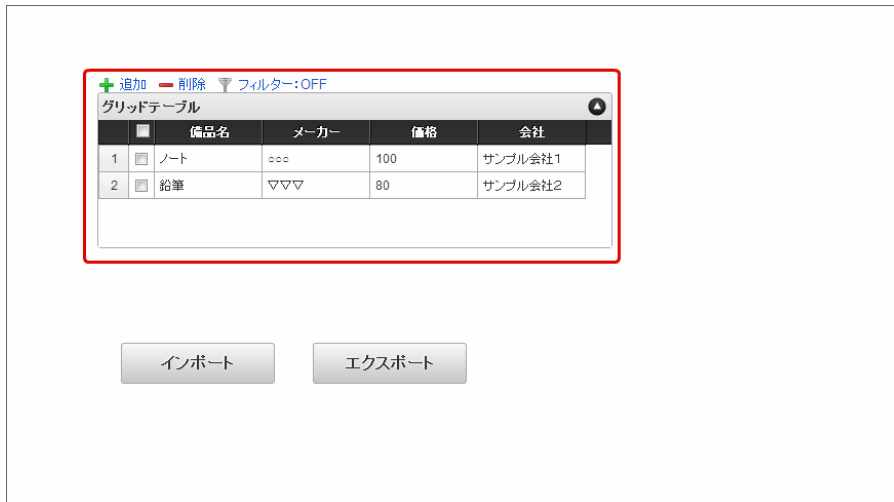 追加 削除 フィルター:OFF
グリッドテーブル
備品名 メーカー 価格 会社
1 ノート ○○○ 100 サンプル会社1
2 鉛筆 ▽▽▽ 80 サンプル会社2
インポート エクスポート